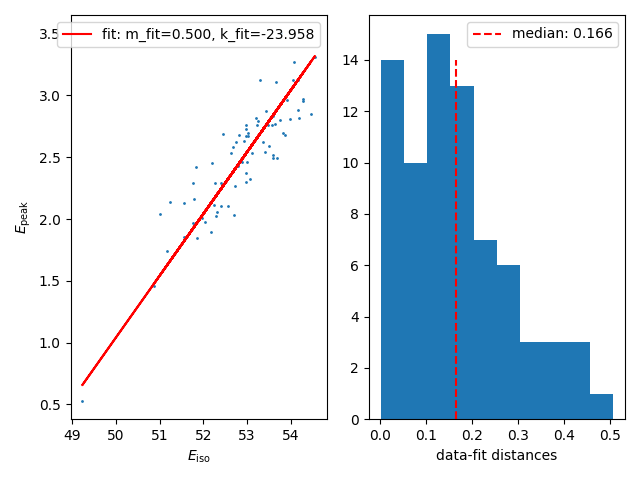 fit: m_fit=0.500, k_fit=-23.958
3.5
3.0
2.5
2.0
1.5
1.0
0.5
E_peak
49 50 51 52 53 54
E_iso
median: 0.166
14
12
10
8
6
4
2
0
0.0 0.1 0.2 0.3 0.4 0.5
data-fit distances